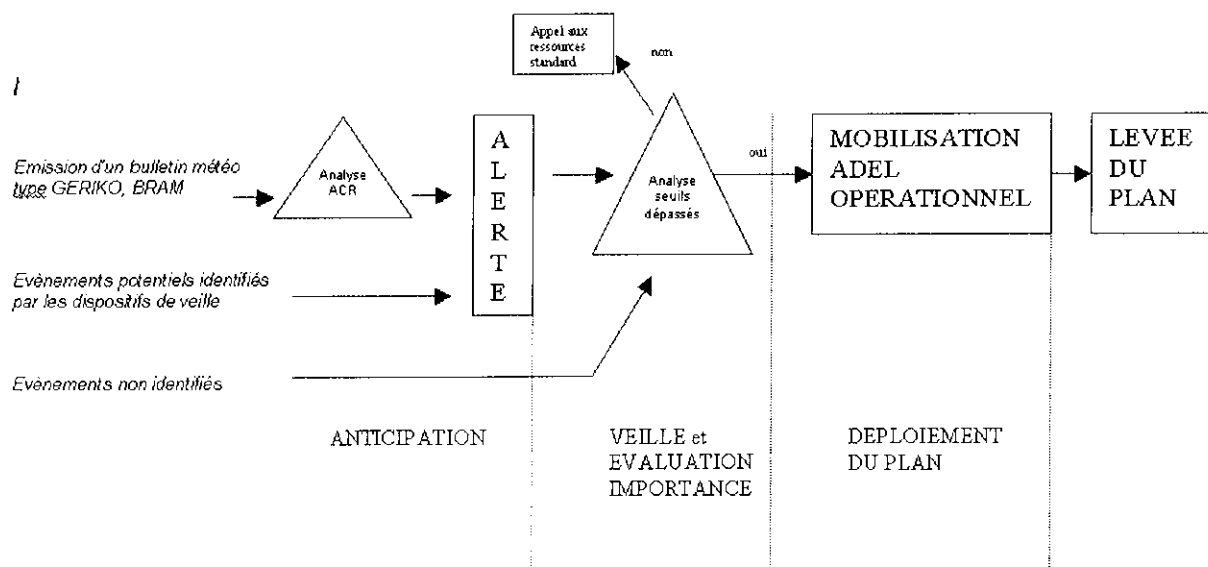 Appel aux
ressources
standard
non
Emission d'un bulletin météo
type GERIKO, BRAM
Analyse
ACR
A
L
E
R
T
E
Analyse
seuils
dépassés
oui
MOBILISATION
ADEL
OPERATIONNEL
LEVEE
DU
PLAN
Evènements potentiels identifiés
par les dispositifs de veille
Evènements non identifiés
ANTICIPATION
VEILLE et
EVALUATION
IMPORTANCE
DEPLOIEMENT
DU PLAN